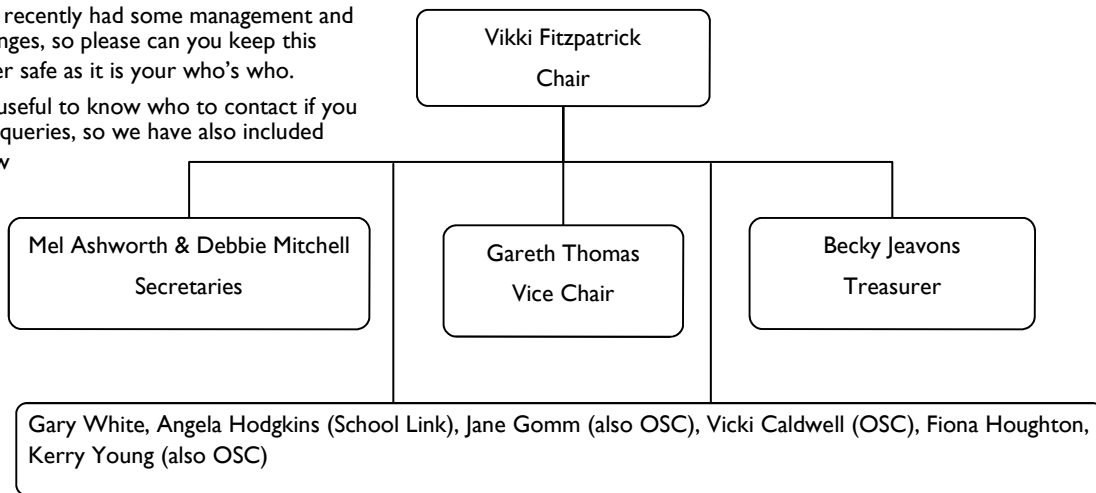 recently had some management and
so please can you keep this
safe as it is your who's who.
useful to know who to contact if you
queries, so we have also included
Vikki Fitzpatrick
Chair
Mel Ashworth & Debbie Mitchell
Secretaries
Gareth Thomas
Vice Chair
Becky Jeavons
Treasurer
Gary White, Angela Hodgkins (School Link), Jane Gomm (also OSC), Vicki Caldwell (OSC), Fiona Houghton,
Kerry Young (also OSC)